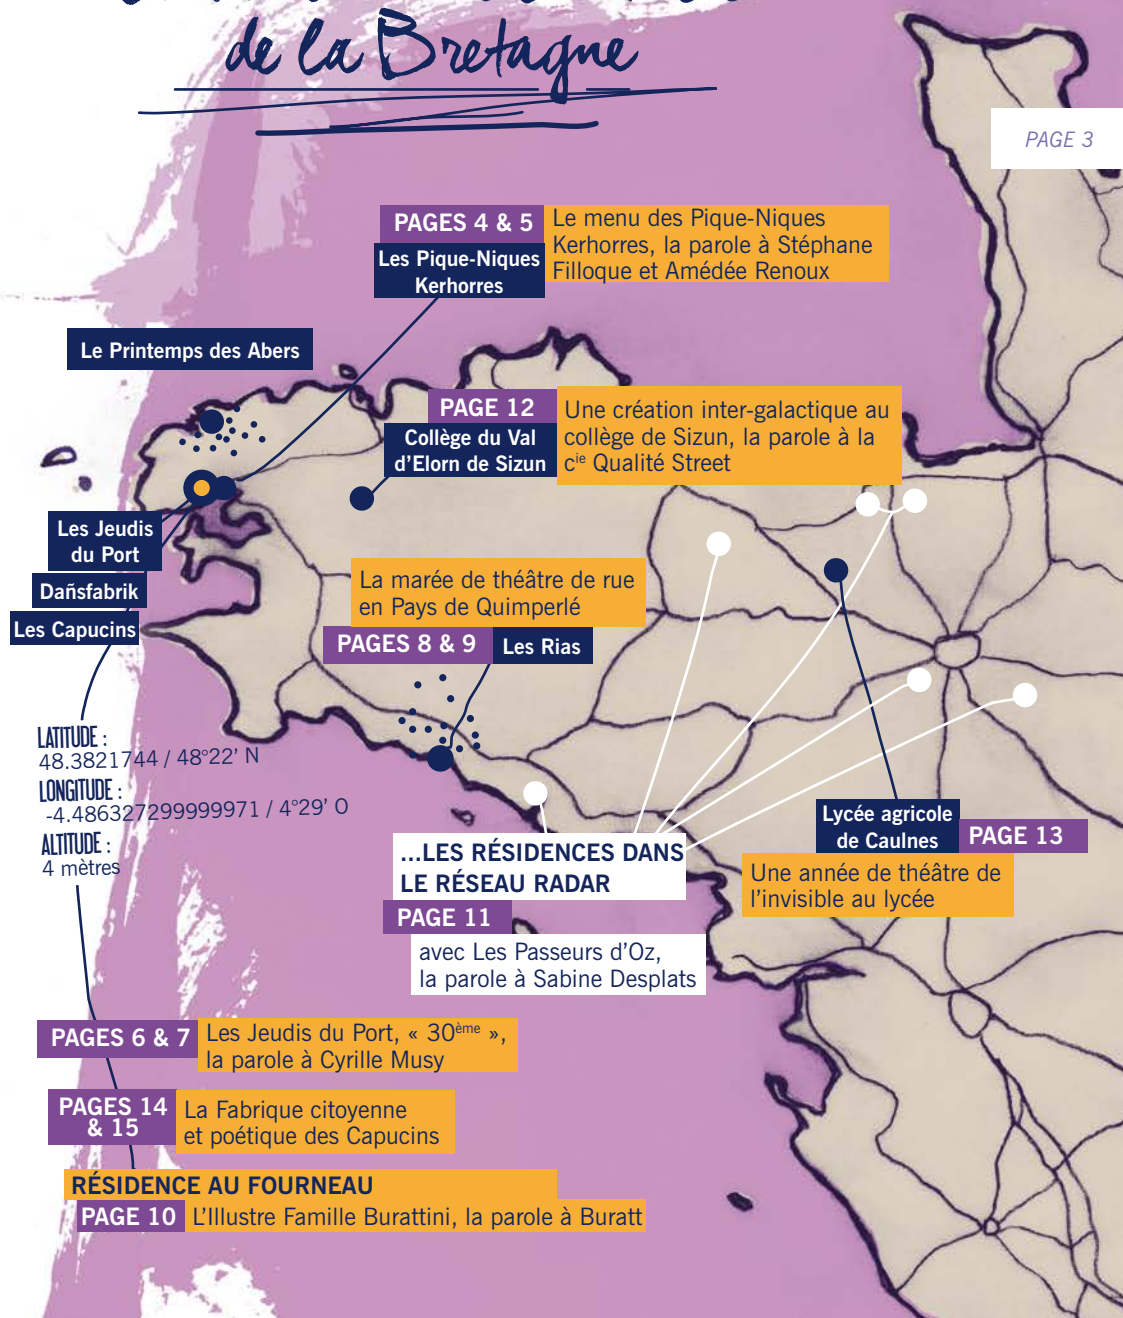 de la Bretagne
PAGE 3
PAGES 4 & 5
Les Pique-Niques
Kerhorres
Le menu des Pique-Niques
Kerhorres, la parole à Stéphane
Filloque et Amédée Renoux
Le Printemps des Abers
PAGE 12
Collège du Val
d'Elorn de Sizun
Une création inter-galactique au
collège de Sizun, la parole à la
cie Qualité Street
Les Jeudis
du Port
Dañsfabrik
Les Capucins
La marée de théâtre de rue
en Pays de Quimperlé
PAGES 8 & 9
Les Rias
LATITUDE :
48.3821744 / 48°22' N
LONGITUDE :
-4.486327299999971 / 4°29' O
ALTITUDE :
4 mètres
Lycée agricole
de Caulnes
PAGE 13
Une année de théâtre de
l'invisible au lycée
...LES RÉSIDENCES DANS
LE RÉSEAU RADAR
PAGE 11
avec Les Passeurs d'Oz,
la parole à Sabine Desplats
PAGES 6 & 7
Les Jeudis du Port, « 30ème »,
la parole à Cyrille Musy
PAGES 14
& 15
La Fabrique citoyenne
et poétique des Capucins
RÉSIDENCE AU FOURNEAU
PAGE 10
L'Illustre Famille Burattini, la parole à Buratt